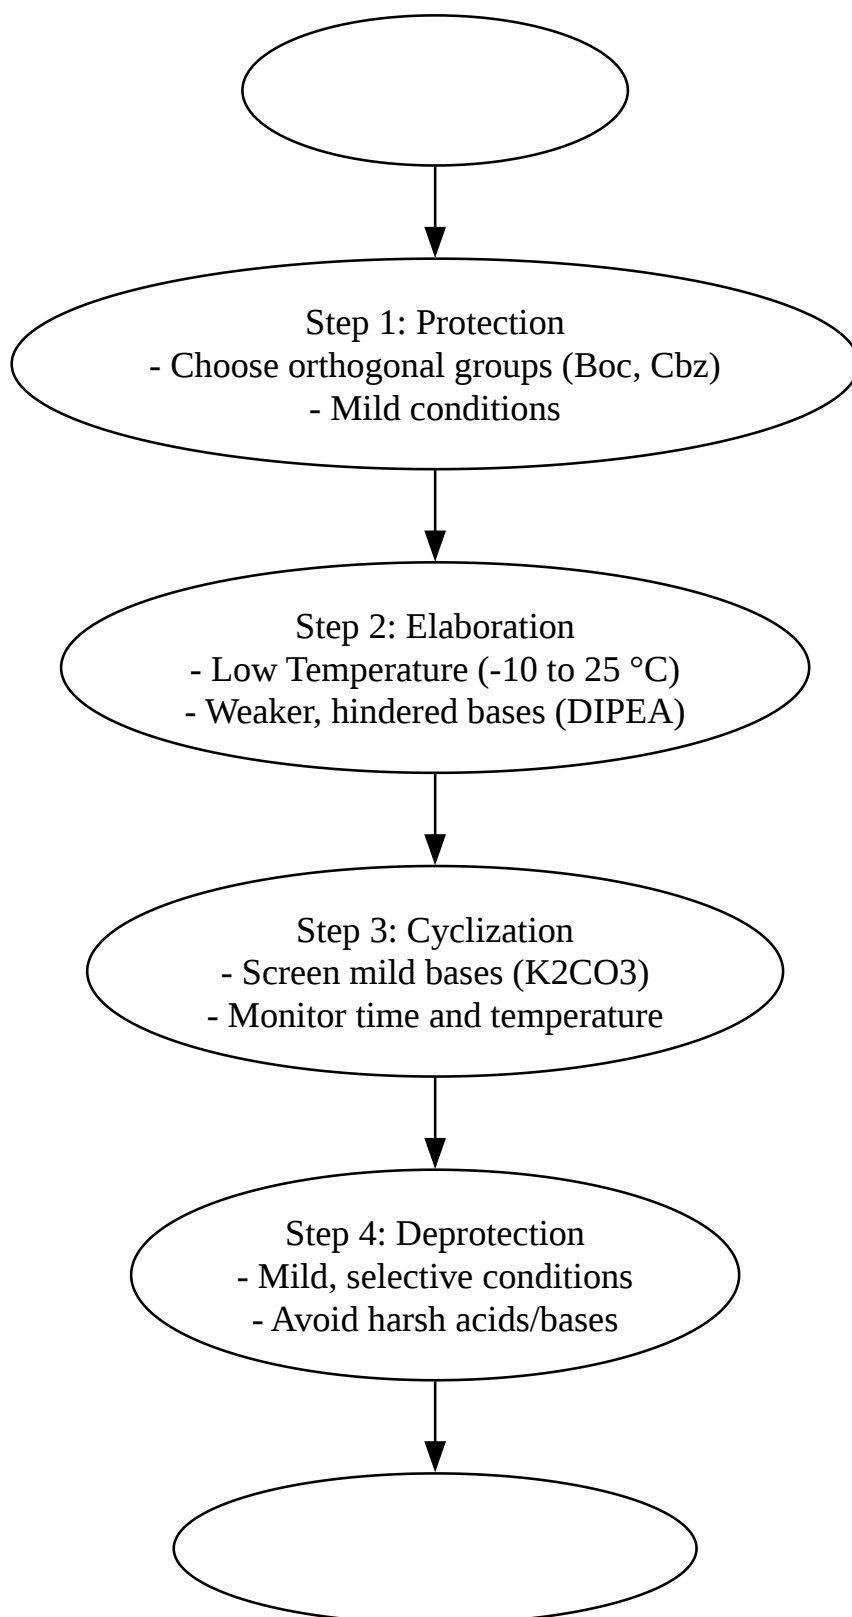 Step 1: Protection
- Choose orthogonal groups (Boc, Cbz)
- Mild conditions
Step 2: Elaboration
- Low Temperature (-10 to 25 °C)
- Weaker, hindered bases (DIPEA)
Step 3: Cyclization
- Screen mild bases (K2CO3)
- Monitor time and temperature
Step 4: Deprotection
- Mild, selective conditions
- Avoid harsh acids/bases